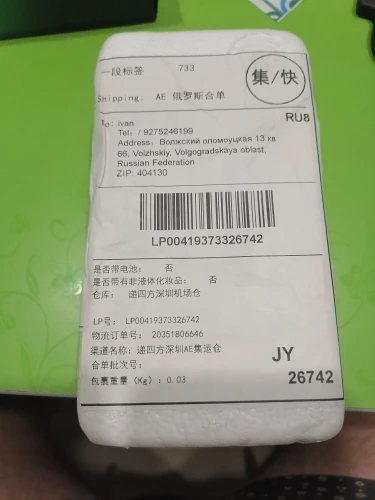 一段标签 733
集/快
Shipping: AE 俄罗斯合单
To: ivan
RU8
Tel: / 9275246199
Address: Волжский оломоуцкая 13 кв
66, Volzhskiy, Volgogradskaya oblast,
Russian Federation
ZIP: 404130
LP00419373326742
是否带电池: 否
是否带有非液体化妆品: 否
仓库: 递四方深圳机场仓
LP号: LP00419373326742
物流订单号: 20351806646
渠道名称: 递四方深圳AE集运仓
合单批次号:
JY
包裹重量 (Kg): 0.03
26742